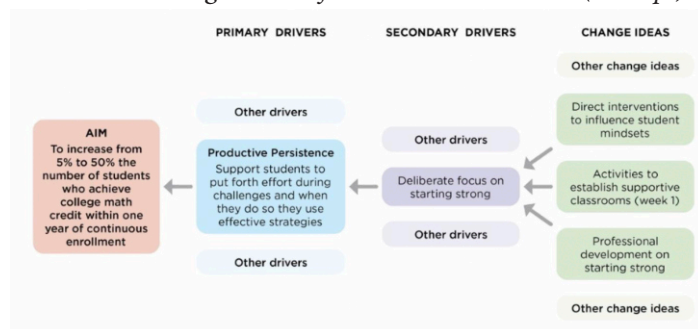 PRIMARY DRIVERS
SECONDARY DRIVERS
CHANGE IDEAS
AIM
To increase from
5% to 50% the
number of students
who achieve
college math
credit within one
year of continuous
enrollment
Other drivers
Productive Persistence
Support students to
put forth effort during
challenges and when
they do so they use
effective strategies
Other drivers
Other drivers
Deliberate focus on
starting strong
Other drivers
Other change ideas
Direct interventions
to influence student
mindsets
Activities to
establish supportive
classrooms (week 1)
Professional
development on
starting strong
Other change ideas